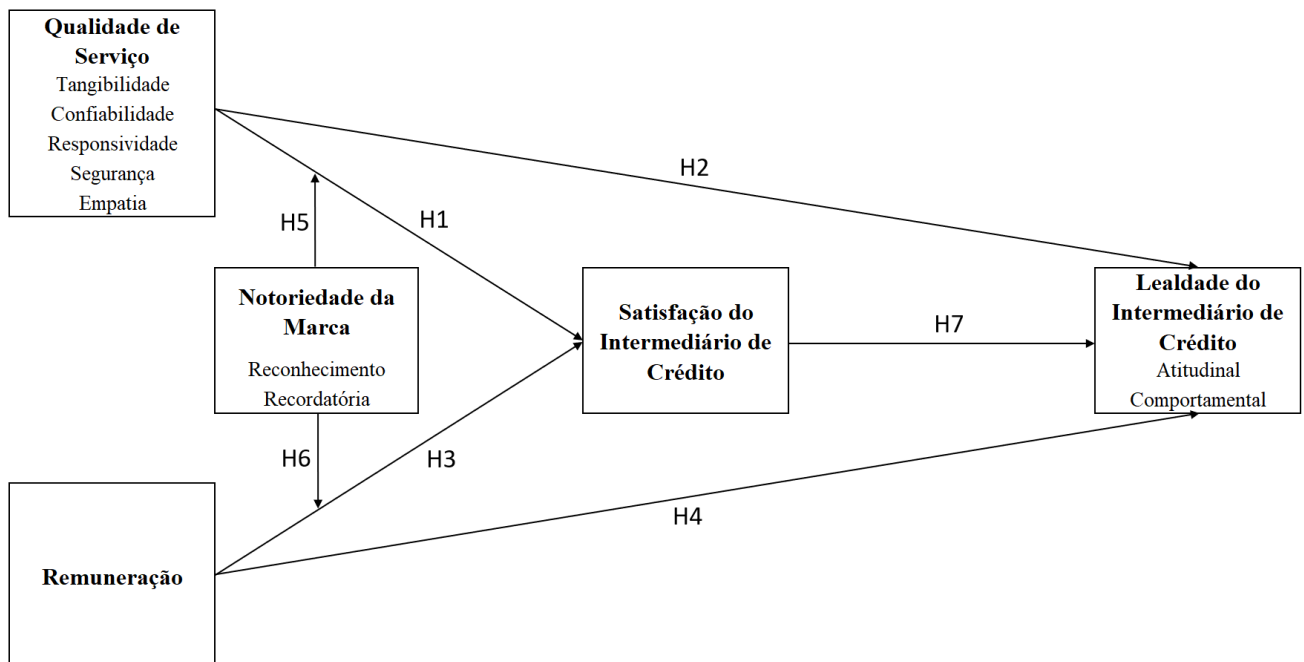 Qualidade de
Serviço
Tangibilidade
Confiabilidade
Responsividade
Segurança
Empatia
H2
H1
H5
Notoriedade da
Marca
Reconhecimento
Recordatória
Satisfação do
Intermediário de
Crédito
H7
Lealdade do
Intermediário de
Crédito
Atitudinal
Comportamental
H6
H3
H4
Remuneração